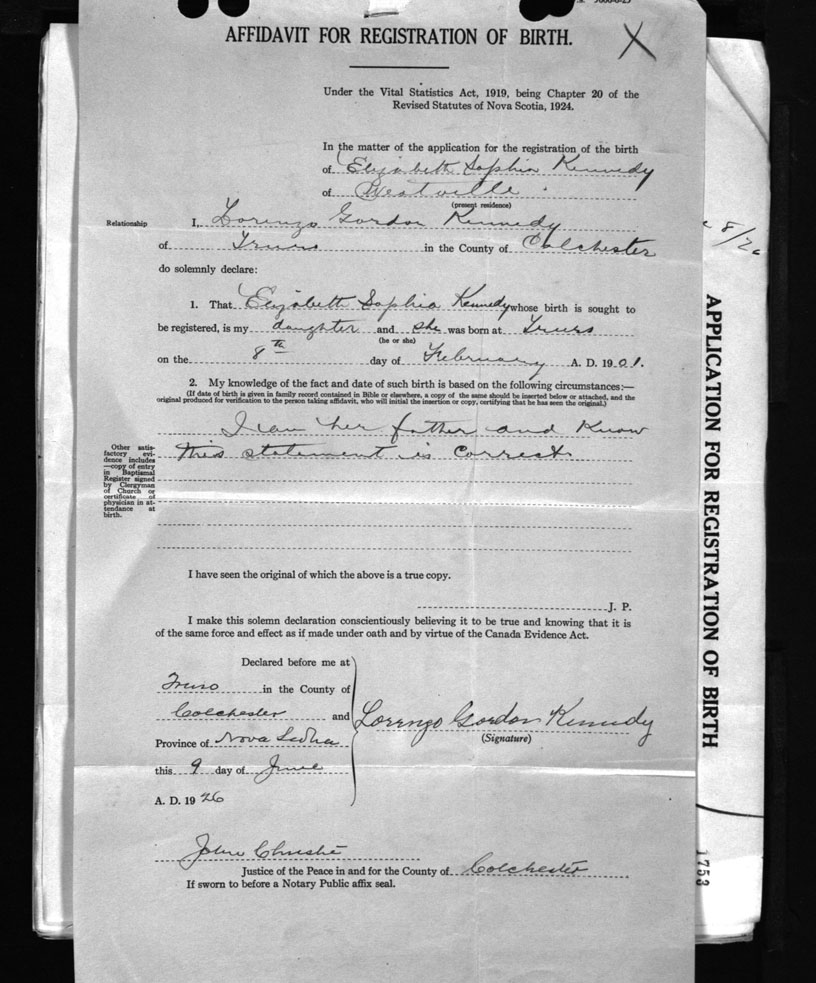 AFFIDAVIT FOR REGISTRATION OF BIRTH.
Under the Vital Statistics Act, 1919, being Chapter 20 of the
Revised Statutes of Nova Scotia, 1924.
In the matter of the application for the registration of the birth
of Elizabeth Sophia Kennedy
of Westville
(present residence)
Relationship
I, Lorenzo Gordon Kennedy
of Truro in the County of Colchester
do solemnly declare:
1. That Elizabeth Sophia Kennedy whose birth is sought to
be registered, is my daughter and she was born at Truro
(he or she)
on the 8th day of February A. D. 1901.
2. My knowledge of the fact and date of such birth is based on the following circumstances:—
(If date of birth is given in family record contained in Bible or elsewhere, a copy of the same should be inserted below or attached, and the
original produced for verification to the person taking affidavit, who will initial the insertion or copy, certifying that he has seen the original.)
I am her father and Know
this statement is correct
Other satis-
factory evi-
dence includes
—copy of entry
in Baptismal
Register signed
by Clergyman
of Church or
certificate of
physician in at-
tendance at
birth.
I have seen the original of which the above is a true copy.
J. P.
I make this solemn declaration conscientiously believing it to be true and knowing that it is
of the same force and effect as if made under oath and by virtue of the Canada Evidence Act.
Declared before me at
Truro in the County of
Colchester and
Province of Nova Scotia
this 9 day of June
A. D. 1926
Lorenzo Gordon Kennedy
(Signature)
John Christie
Justice of the Peace in and for the County of Colchester
If sworn to before a Notary Public affix seal.
APPLICATION FOR REGISTRATION OF BIRTH
1753